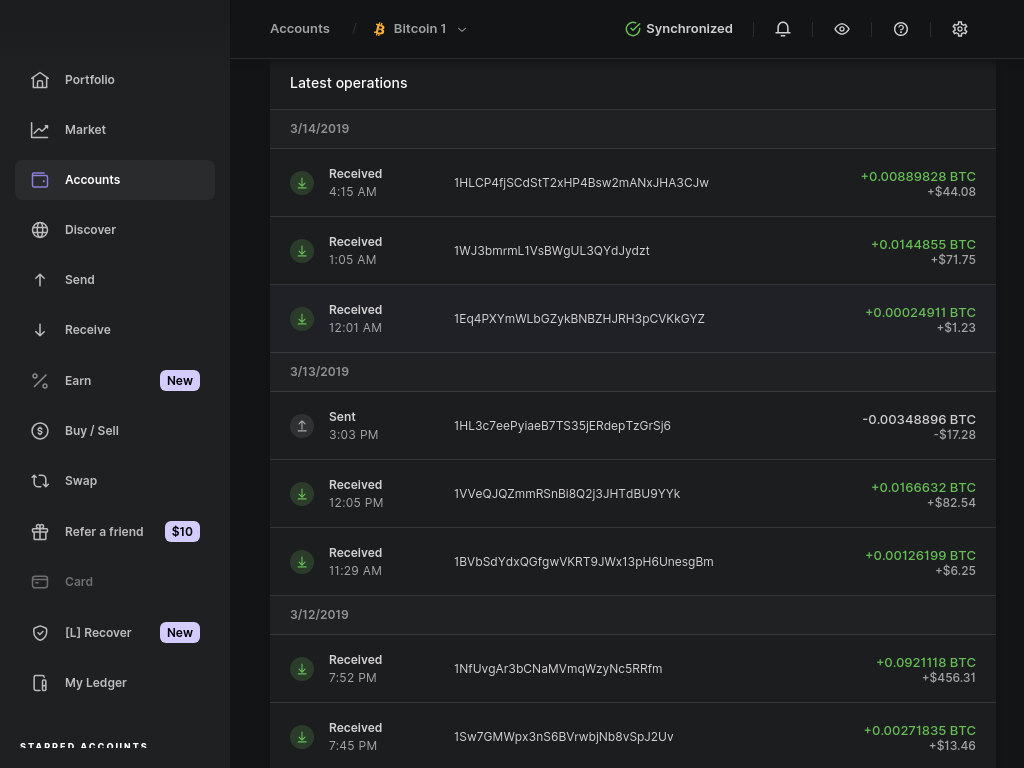 Accounts / Bitcoin 1
Synchronized
Portfolio
Market
Accounts
Discover
Send
Receive
Earn New
Buy / Sell
Swap
Refer a friend $10
Card
[L] Recover New
My Ledger
STARRED ACCOUNTS
Latest operations
3/14/2019
Received 1HLCP4fjSCdStT2xHP4Bsw2mANxJHA3CJw +0.00889828 BTC
4:15 AM +$44.08
Received 1WJ3bmrmL1VsBWgUL3QYdJydzt +0.0144855 BTC
1:05 AM +$71.75
Received 1Eq4PXYmWLbGZykBNBZHJRH3pCVKkGYZ +0.00024911 BTC
12:01 AM +$1.23
3/13/2019
Sent 1HL3c7eePyiaeB7TS35jERdepTzGrSj6 -0.00348896 BTC
3:03 PM -$17.28
Received 1VVeQJQZmmRSnBi8Q2j3JHTdBU9YYk +0.0166632 BTC
12:05 PM +$82.54
Received 1BVbSdYdxQGfgwVKRT9JWx13pH6UnesgBm +0.00126199 BTC
11:29 AM +$6.25
3/12/2019
Received 1NfUvgAr3bCNaMVmqWzyNc5RRfm +0.0921118 BTC
7:52 PM +$456.31
Received 1Sw7GMWpx3nS6BVrwbjNb8vSpJ2Uv +0.00271835 BTC
7:45 PM +$13.46